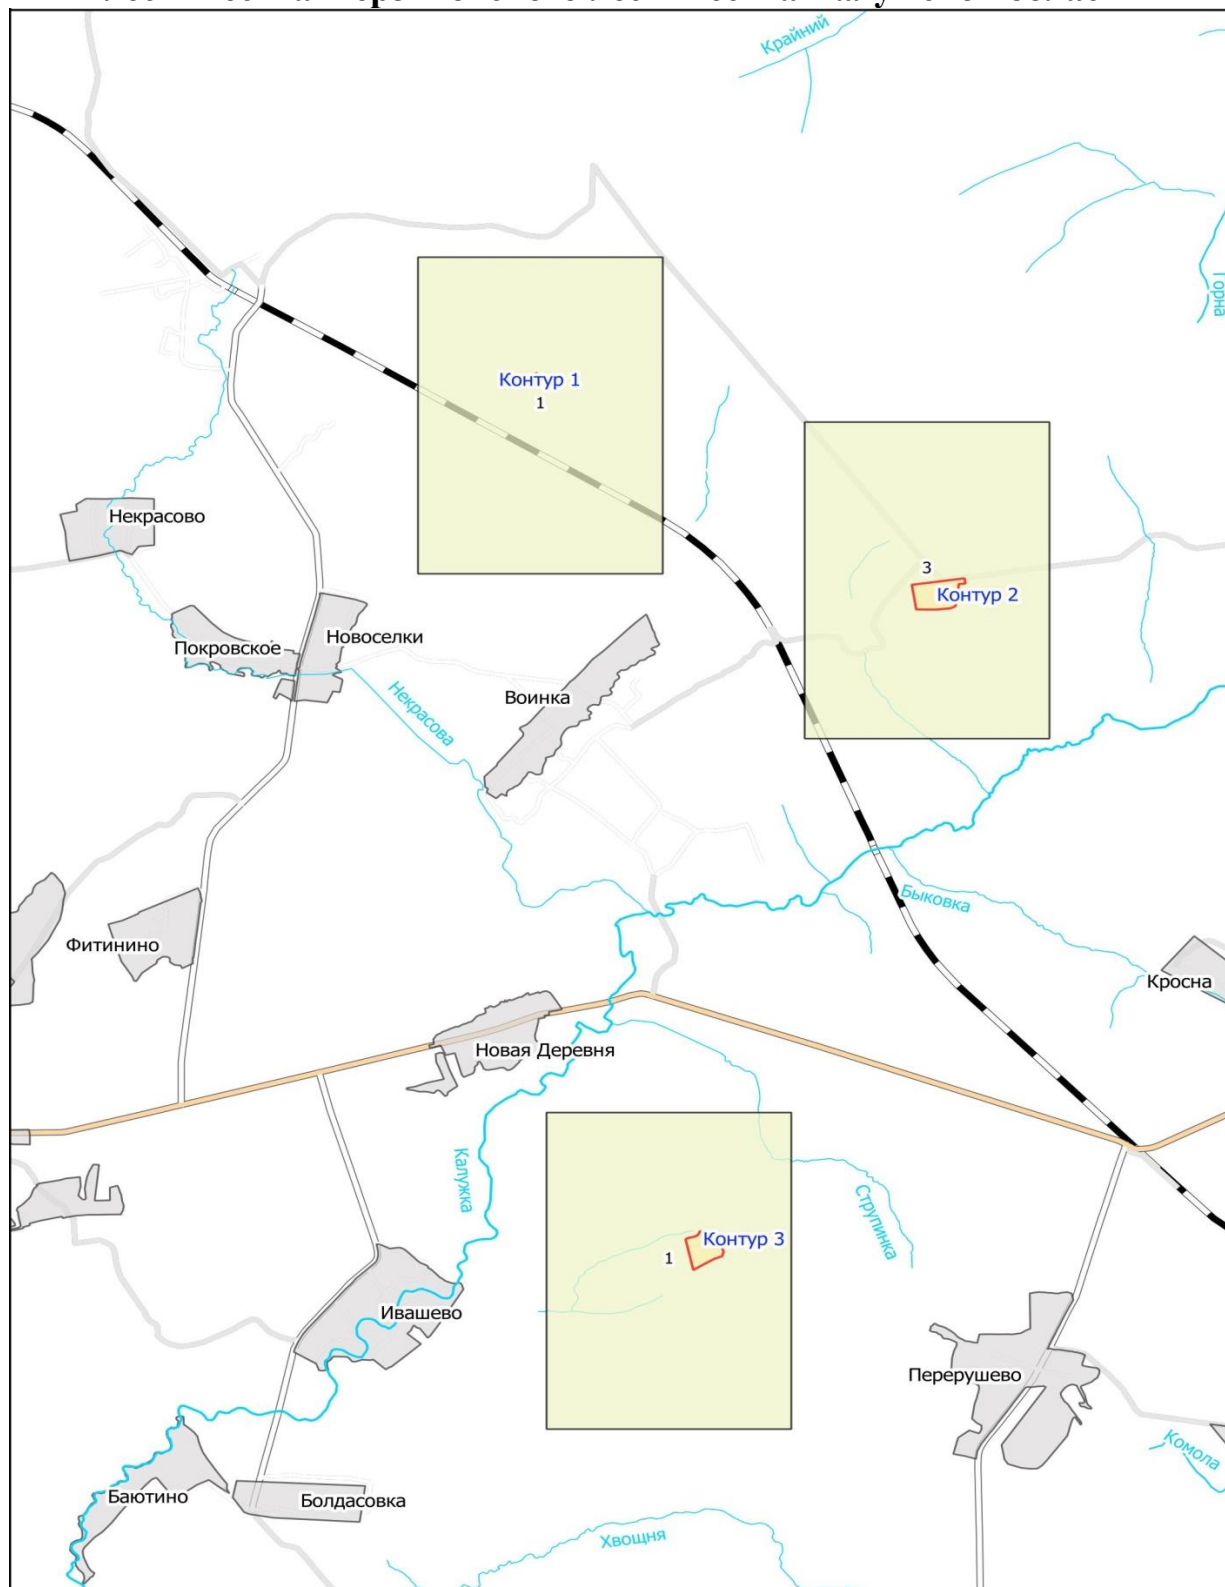 Крайний
Горна
Контур 1
1
Некрасово
3
Контур 2
Покровское
Новоселки
Воинка
Некрасова
Быковка
Фитинино
Кросна
Новая Деревня
Калужка
Струпинка
Контур 3
1
Ивашево
Перерушево
Комола
Баютино
Болдасовка
Хвощня